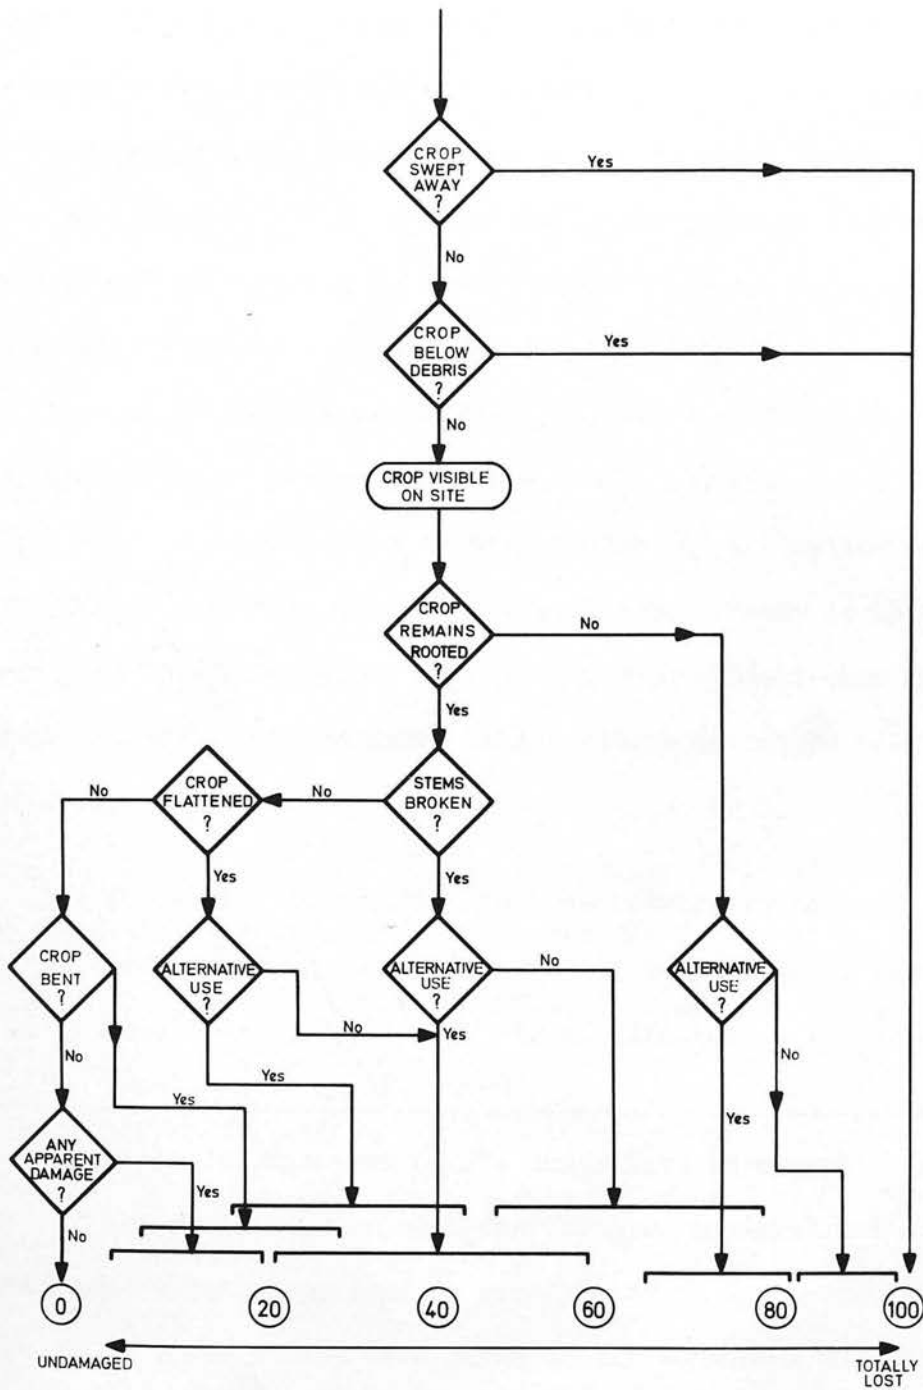 CROP
SWEPT
AWAY
?
Yes
No
CROP
BELOW
DEBRIS
?
Yes
No
CROP VISIBLE
ON SITE
CROP
REMAINS
ROOTED
?
No
Yes
STEMS
BROKEN
?
No
Yes
CROP
FLATTENED
?
No
Yes
CROP
BENT
?
No
Yes
ALTERNATIVE
USE
?
No
Yes
ALTERNATIVE
USE
?
No
Yes
ALTERNATIVE
USE
?
No
Yes
ANY
APPARENT
DAMAGE
?
Yes
No
0
20
40
60
80
100
UNDAMAGED
TOTALLY
LOST